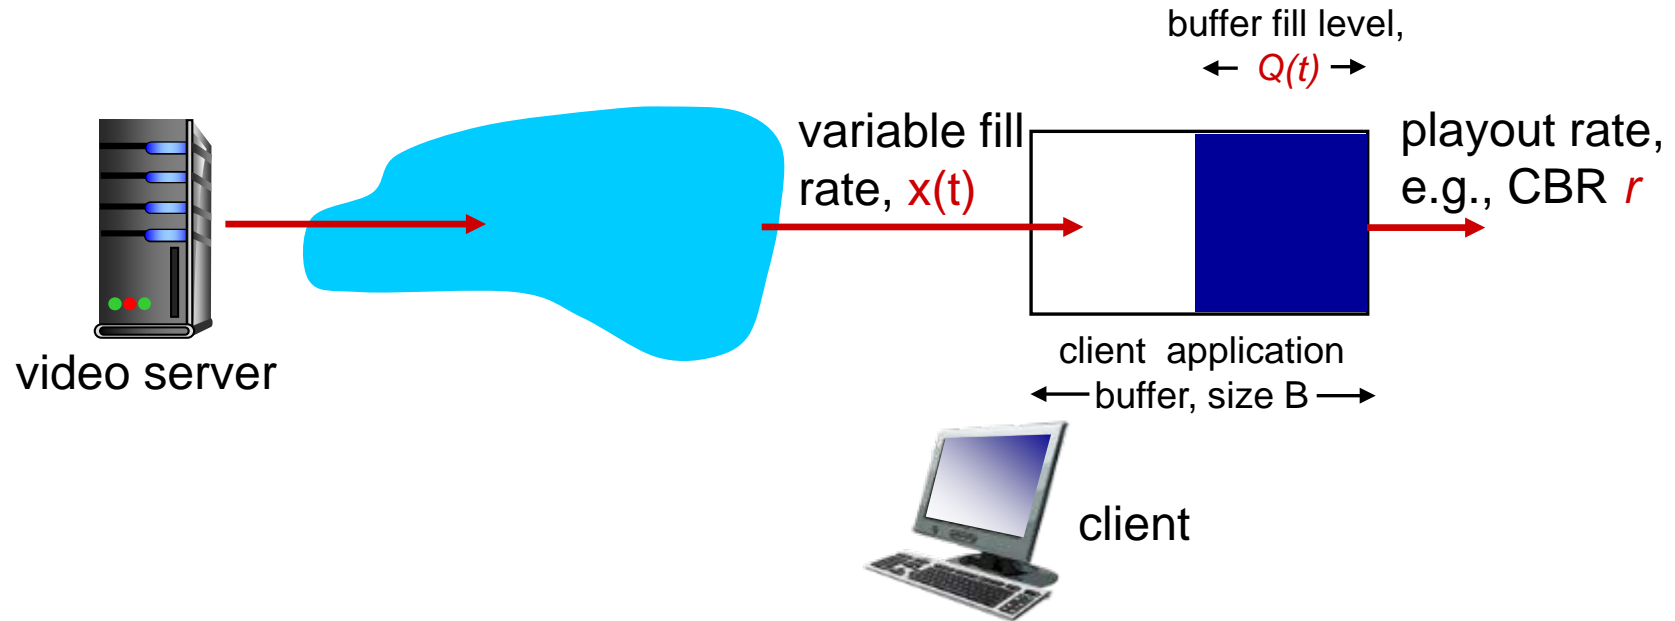 buffer fill level,
Q(t)
variable fill
rate, x(t)
playout rate,
e.g., CBR r
video server
client application
buffer, size B
client